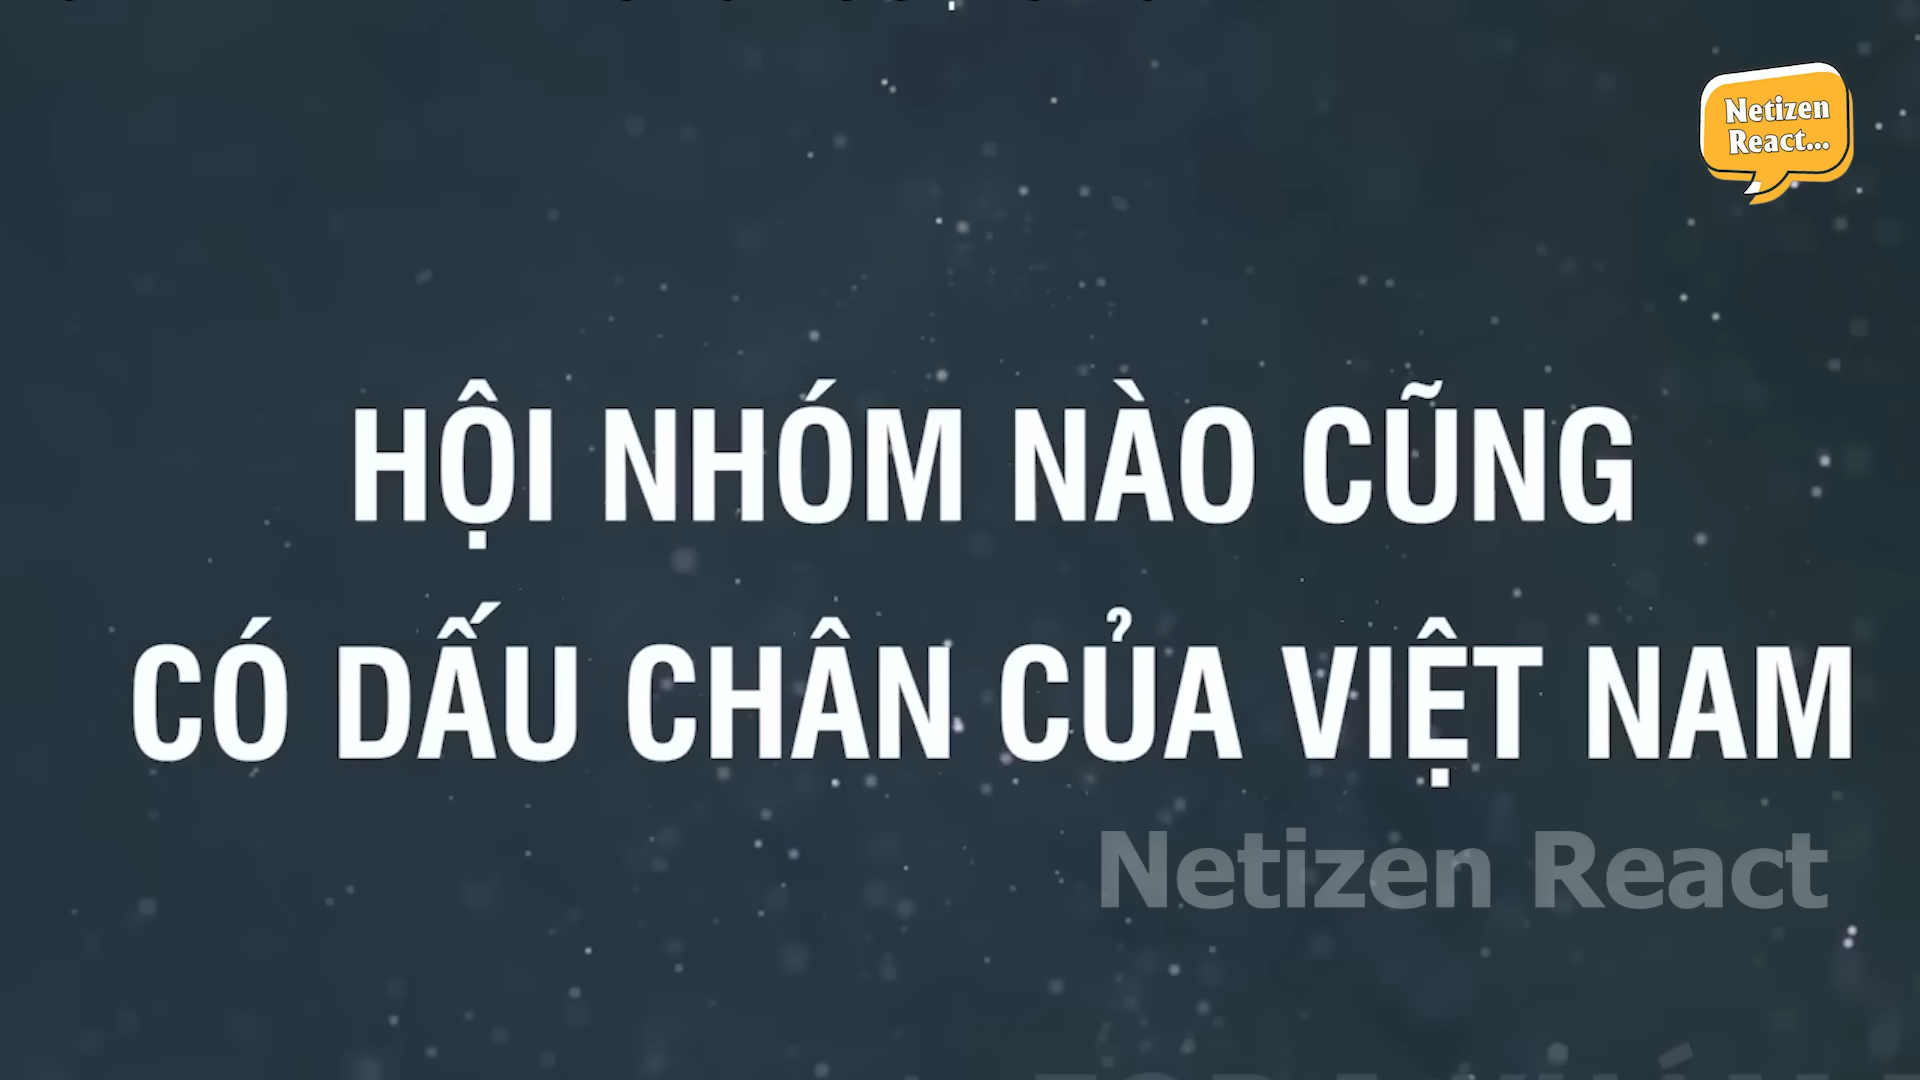 Netizen
React...
HỘI NHÓM NÀO CŨNG
CÓ DẤU CHÂN CỦA VIỆT NAM
Netizen React